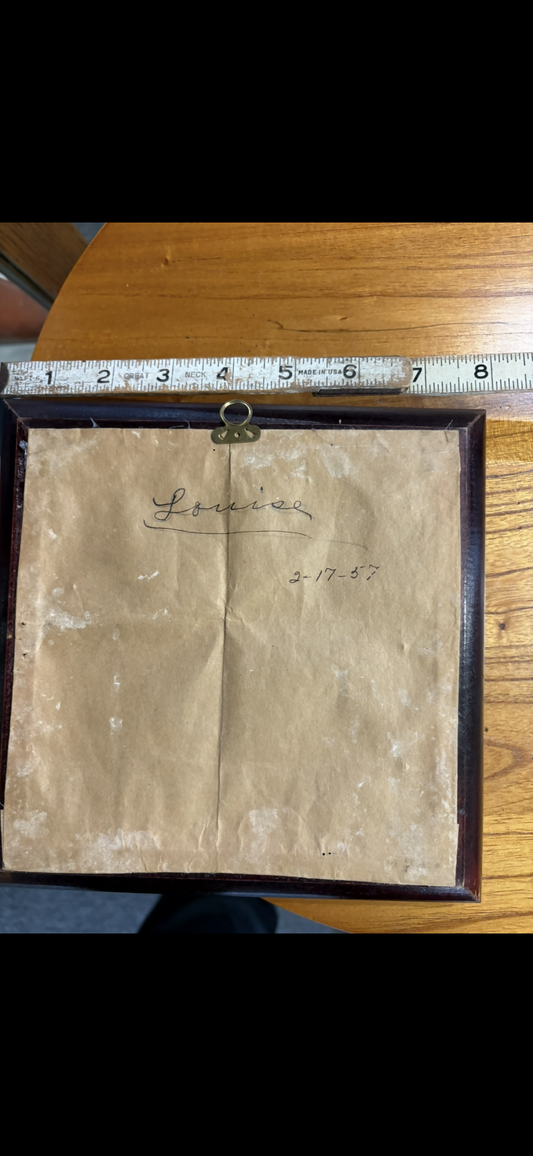 1 2 GREAT 3 NECK 4 5 MADE IN USA 6 7 8
Louise
2-17-57